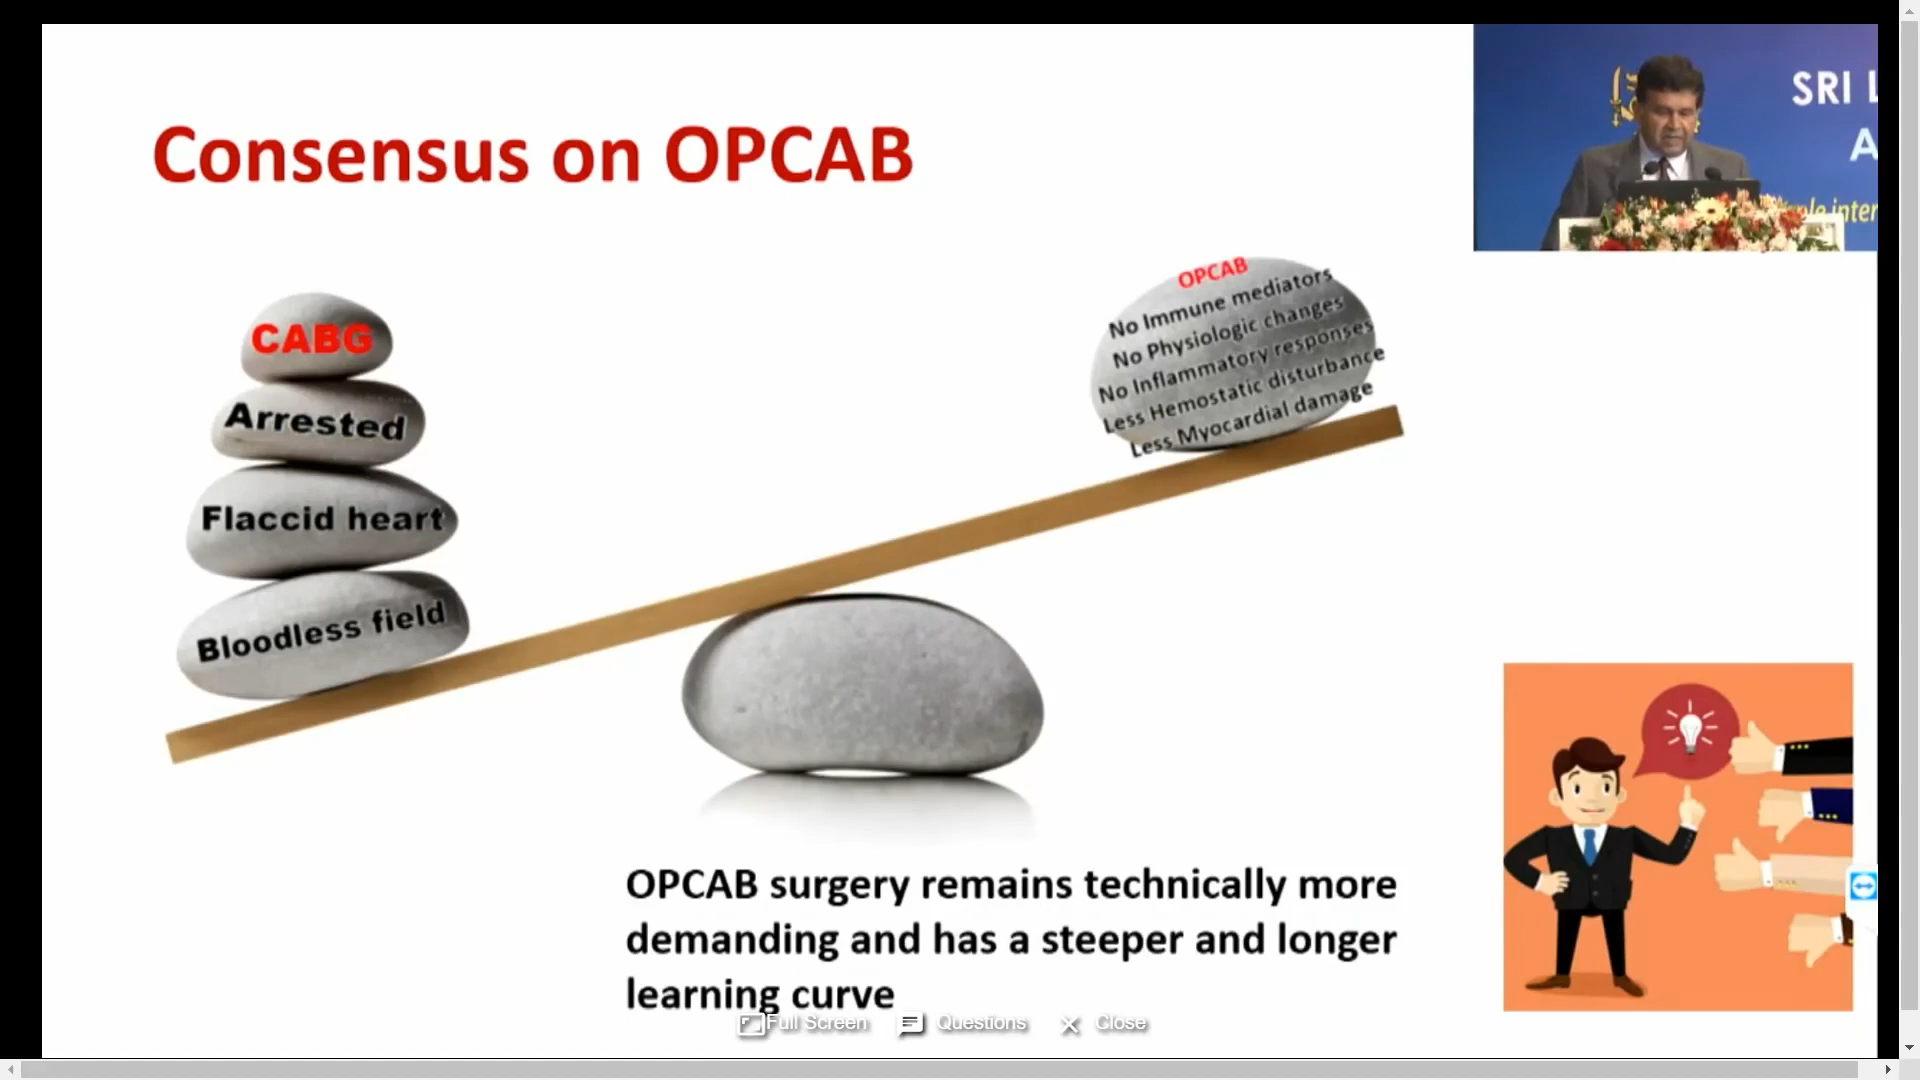 Consensus on OPCAB
SRI L
A
inter
CABG
Arrested
Flaccid heart
Bloodless field
OPCAB
No Immune mediators
No Physiologic changes
No Inflammatory responses
Less Hemostatic disturbance
Less Myocardial damage
OPCAB surgery remains technically more
demanding and has a steeper and longer
learning curve
Full Screen Questions Close